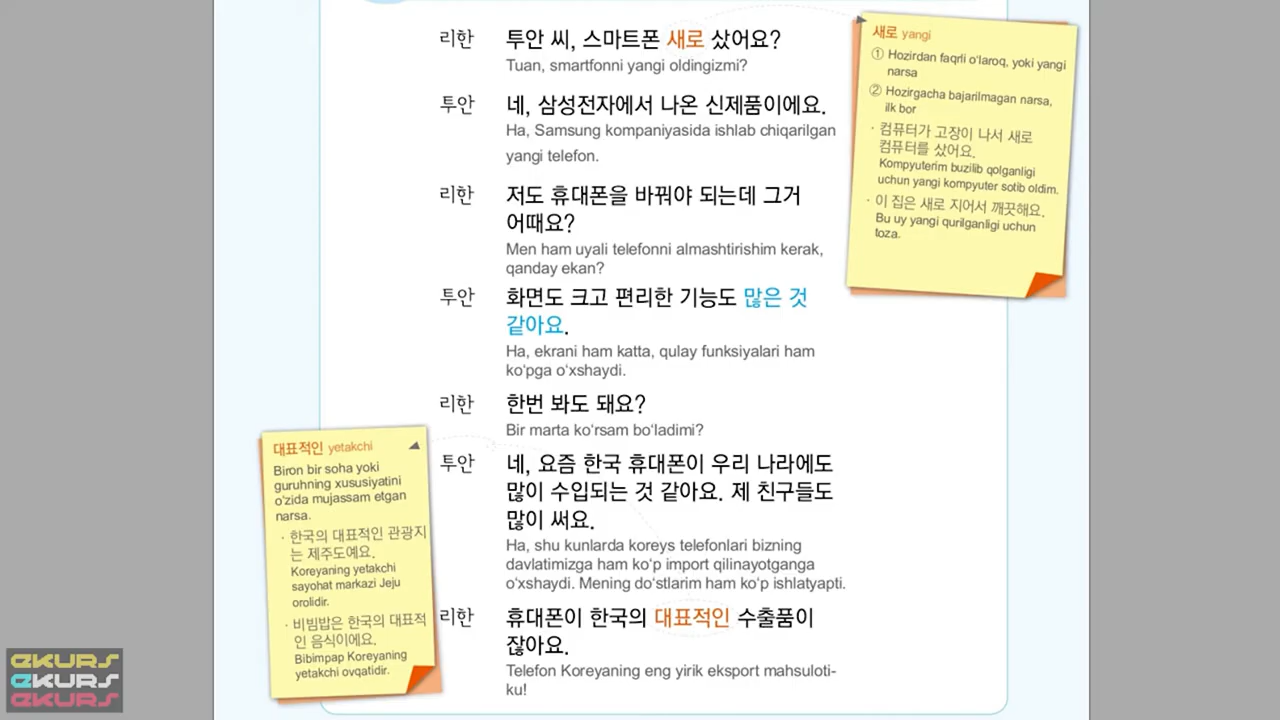 리한 투안 씨, 스마트폰 새로 샀어요?
Tuan, smartfonni yangi oldingizmi?
투안 네, 삼성전자에서 나온 신제품이에요.
Ha, Samsung kompaniyasida ishlab chiqarilgan
yangi telefon.
리한 저도 휴대폰을 바꿔야 되는데 그거
어때요?
Men ham uyali telefonni almashtirishim kerak,
qanday ekan?
투안 화면도 크고 편리한 기능도 많은 것
같아요.
Ha, ekrani ham katta, qulay funksiyalari ham
ko‘pga o‘xshaydi.
리한 한번 봐도 돼요?
Bir marta ko‘rsam bo‘ladimi?
투안 네, 요즘 한국 휴대폰이 우리 나라에도
많이 수입되는 것 같아요. 제 친구들도
많이 써요.
Ha, shu kunlarda koreys telefonlari bizning
davlatimizga ham ko‘p import qilinayotganga
o‘xshaydi. Mening do‘stlarim ham ko‘p ishlatyapti.
리한 휴대폰이 한국의 대표적인 수출품이
잖아요.
Telefon Koreyaning eng yirik eksport mahsuloti-
ku!
새로 yangi
① Hozirdan faqrli o‘laroq, yoki yangi
narsa
② Hozirgacha bajarilmagan narsa,
ilk bor
· 컴퓨터가 고장이 나서 새로
컴퓨터를 샀어요.
Kompyuterim buzilib qolganligi
uchun yangi kompyuter sotib oldim.
· 이 집은 새로 지어서 깨끗해요.
Bu uy yangi qurilganligi uchun
toza.
대표적인 yetakchi
Biron bir soha yoki
guruhning xususiyatini
o‘zida mujassam etgan
narsa.
· 한국의 대표적인 관광지
는 제주도예요.
Koreyaning yetakchi
sayohat markazi Jeju
orolidir.
· 비빔밥은 한국의 대표적
인 음식이에요.
Bibimpap Koreyaning
yetakchi ovqatidir.
EKURS
EKURS
EKURS